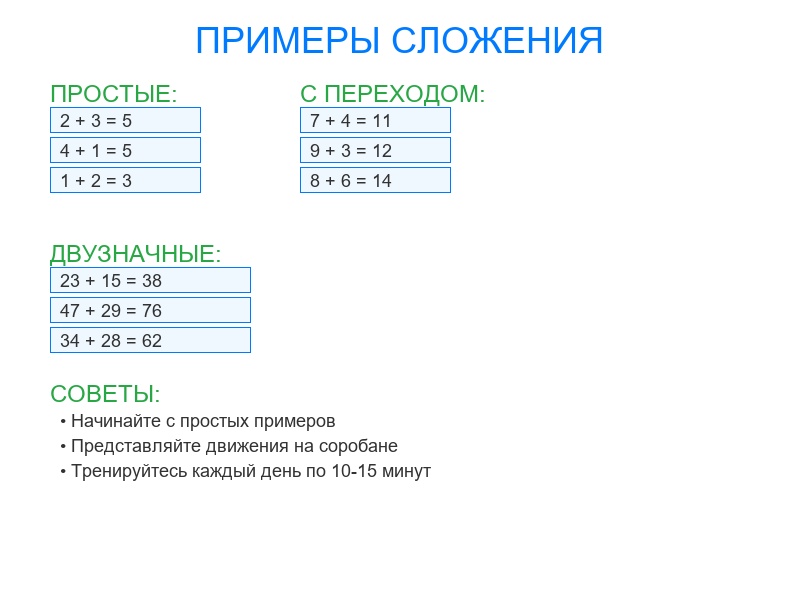 ПРИМЕРЫ СЛОЖЕНИЯ
ПРОСТЫЕ:
2 + 3 = 5
4 + 1 = 5
1 + 2 = 3
С ПЕРЕХОДОМ:
7 + 4 = 11
9 + 3 = 12
8 + 6 = 14
ДВУЗНАЧНЫЕ:
23 + 15 = 38
47 + 29 = 76
34 + 28 = 62
СОВЕТЫ:
• Начинайте с простых примеров
• Представляйте движения на соробане
• Тренируйтесь каждый день по 10-15 минут